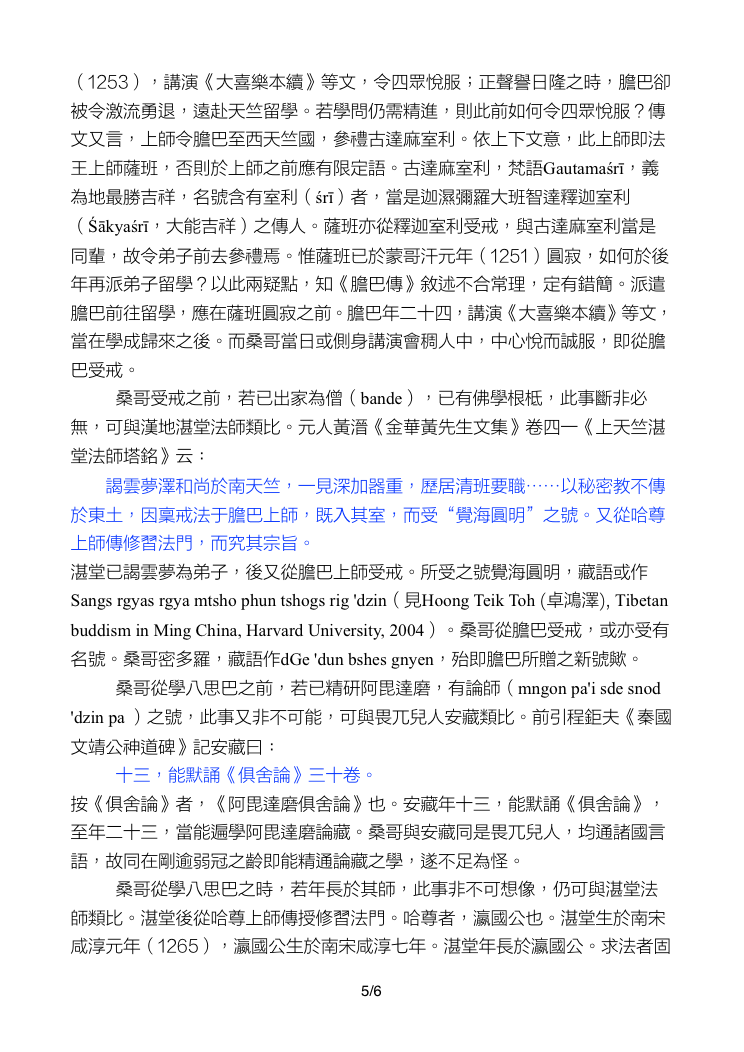 （1253），講演《大喜樂本續》等文，令四眾悅服；正聲譽日隆之時，膽巴卻
被令激流勇退，遠赴天竺留學。若學問仍需精進，則此前如何令四眾悅服？傳
文又言，上師令膽巴至西天竺國，參禮古達麻室利。依上下文意，此上師即法
王上師薩班，否則於上師之前應有限定語。古達麻室利，梵語Gautamaśrī，義
為地最勝吉祥，名號含有室利（śrī）者，當是迦濕彌羅大班智達釋迦室利
（Śākyaśrī，大能吉祥）之傳人。薩班亦從釋迦室利受戒，與古達麻室利當是
同輩，故令弟子前去參禮焉。惟薩班已於蒙哥汗元年（1251）圓寂，如何於後
年再派弟子留學？以此兩疑點，知《膽巴傳》敘述不合常理，定有錯簡。派遣
膽巴前往留學，應在薩班圓寂之前。膽巴年二十四，講演《大喜樂本續》等文，
當在學成歸來之後。而桑哥當日或側身講演會稠人中，中心悅而誠服，即從膽
巴受戒。
桑哥受戒之前，若已出家為僧（bande），已有佛學根柢，此事斷非必
無，可與漢地湛堂法師類比。元人黃溍《金華黃先生文集》卷四一《上天竺湛
堂法師塔銘》云：
謁雲夢澤和尚於南天竺，一見深加器重，歷居清班要職⋯⋯以秘密教不傳
於東土，因稟戒法于膽巴上師，既入其室，而受“覺海圓明”之號。又從哈尊
上師傳修習法門，而究其宗旨。
湛堂已謁雲夢為弟子，後又從膽巴上師受戒。所受之號覺海圓明，藏語或作
Sangs rgyas rgya mtsho phun tshogs rig 'dzin（見Hoong Teik Toh (卓鴻澤), Tibetan
buddism in Ming China, Harvard University, 2004）。桑哥從膽巴受戒，或亦受有
名號。桑哥密多羅，藏語作dGe 'dun bshes gnyen，殆即膽巴所贈之新號歟。
桑哥從學八思巴之前，若已精研阿毘達磨，有論師（mngon pa'i sde snod
'dzin pa ）之號，此事又非不可能，可與畏兀兒人安藏類比。前引程鉅夫《秦國
文靖公神道碑》記安藏曰：
十三，能默誦《俱舍論》三十卷。
按《俱舍論》者，《阿毘達磨俱舍論》也。安藏年十三，能默誦《俱舍論》，
至年二十三，當能遍學阿毘達磨論藏。桑哥與安藏同是畏兀兒人，均通諸國言
語，故同在剛逾弱冠之齡即能精通論藏之學，遂不足為怪。
桑哥從學八思巴之時，若年長於其師，此事非不可想像，仍可與湛堂法
師類比。湛堂後從哈尊上師傳授修習法門。哈尊者，瀛國公也。湛堂生於南宋
咸淳元年（1265），瀛國公生於南宋咸淳七年。湛堂年長於瀛國公。求法者固
5/6